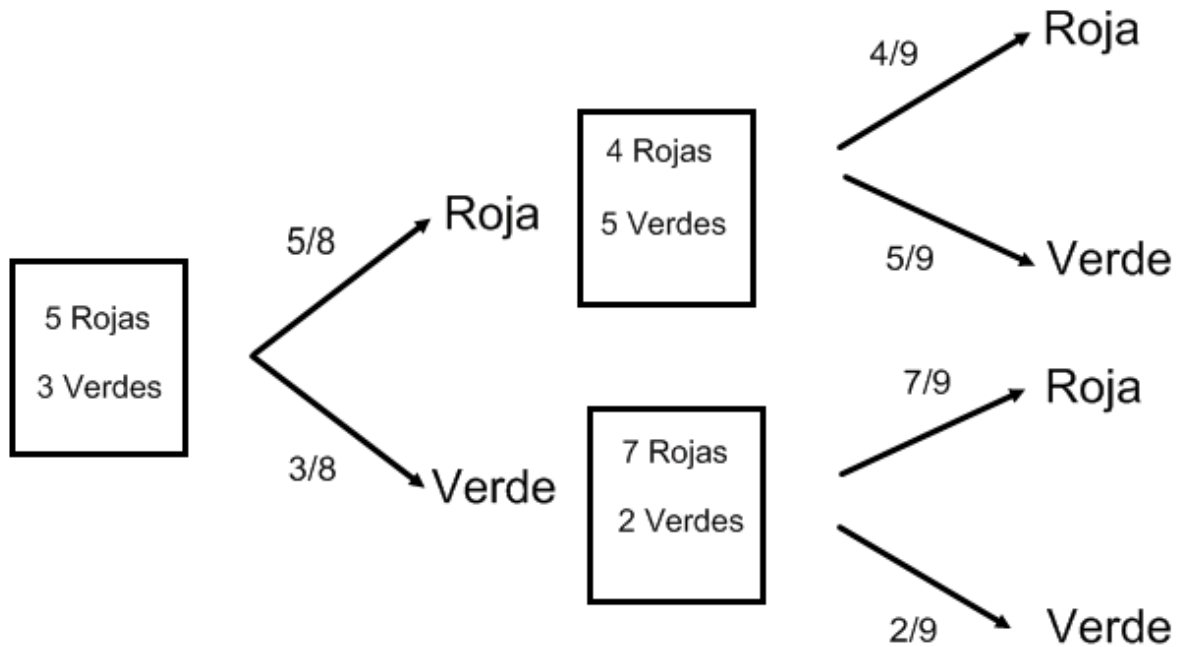 5 Rojas
3 Verdes
5/8
3/8
Roja
Verde
4 Rojas
5 Verdes
7 Rojas
2 Verdes
4/9
Roja
5/9
Verde
7/9
Roja
2/9
Verde